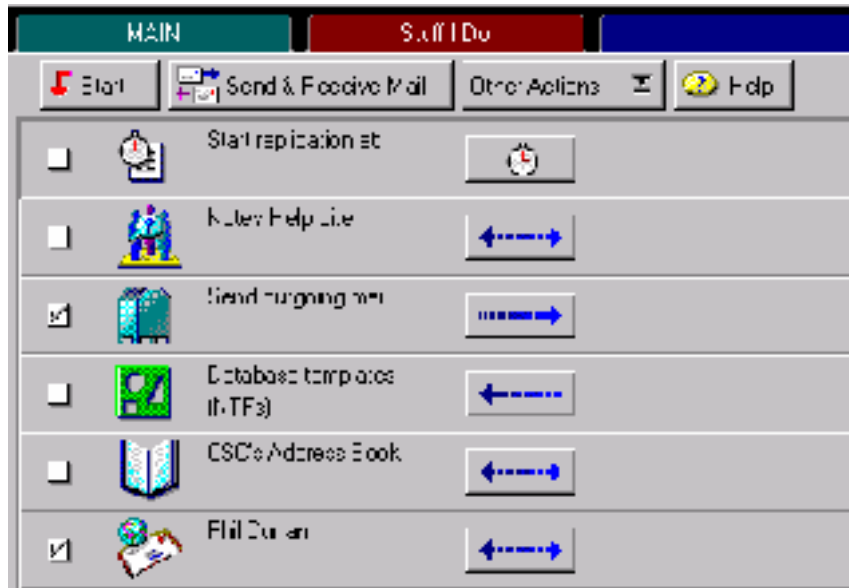 MAIN
Stuff I Do
Start
Send & Receive Mail
Other Actions
Help
Start replication at
Notes Help Lite
Send outgoing mail
Database templates
(NTFs)
CSC's Address Book
Phil